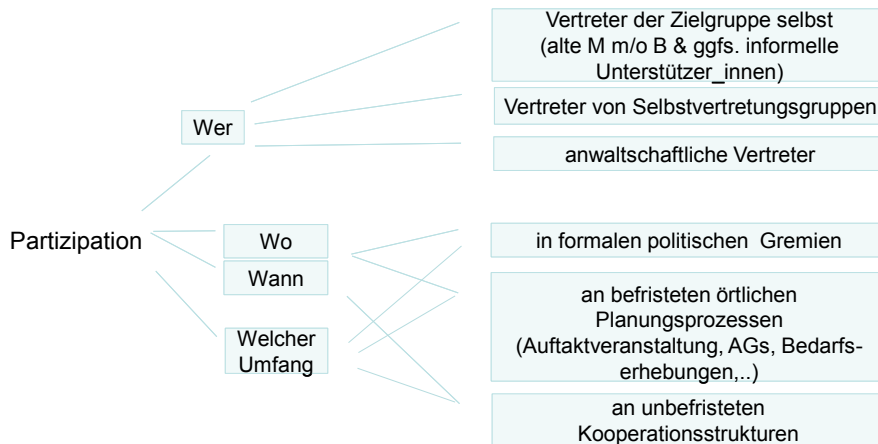 Vertreter der Zielgruppe selbst
(alte M m/o B & ggfs. informelle
Unterstützer_innen)
Vertreter von Selbstvertretungsgruppen
Wer
anwaltschaftliche Vertreter
Partizipation
Wo
Wann
in formalen politischen Gremien
an befristeten örtlichen
Planungsprozessen
(Auftaktveranstaltung, AGs, Bedarfs-
erhebungen,..)
Welcher
Umfang
an unbefristeten
Kooperationsstrukturen